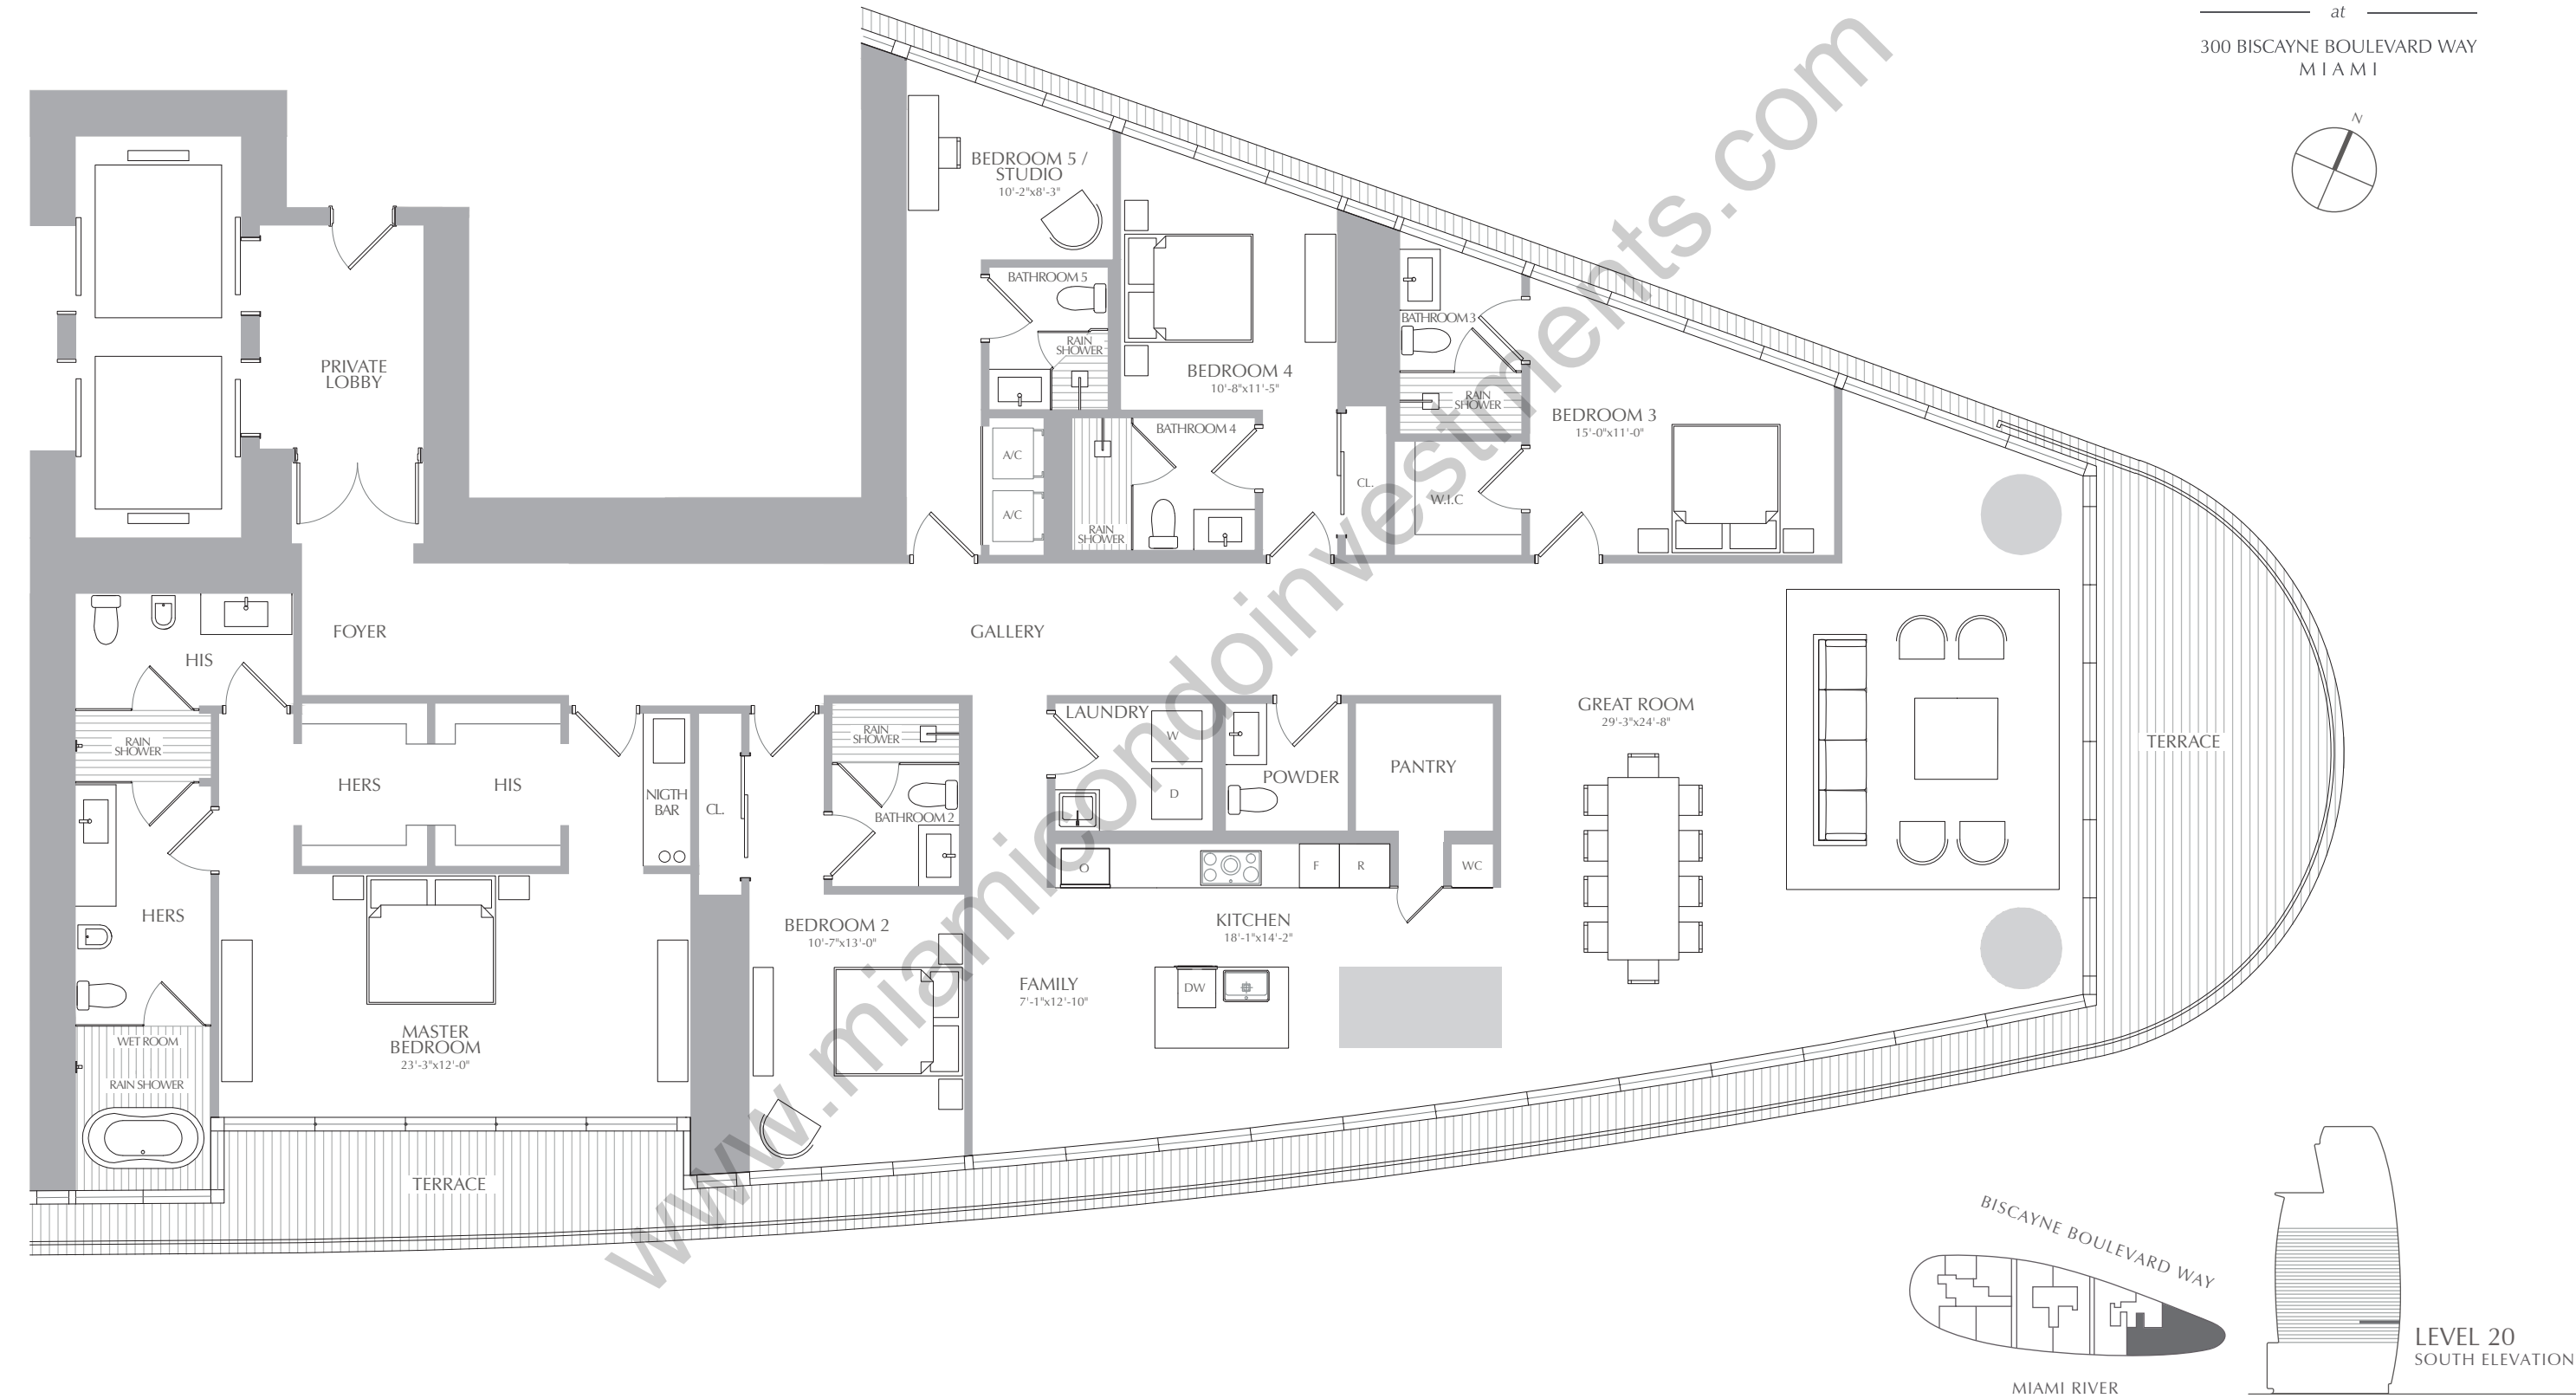 at
300 BISCAYNE BOULEVARD WAY
MIAMI
N
BEDROOM 5 /
STUDIO
10'-2"x8'-3"
BATHROOM 5
RAIN
SHOWER
BEDROOM 4
10'-8"x11'-5"
BATHROOM 3
RAIN
SHOWER
BEDROOM 3
15'-0"x11'-0"
PRIVATE
LOBBY
A/C
A/C
BATHROOM 4
RAIN
SHOWER
CL.
W.I.C
FOYER
GALLERY
HIS
RAIN
SHOWER
HERS
HIS
NIGTH
BAR
CL.
RAIN
SHOWER
BATHROOM 2
LAUNDRY
W
D
POWDER
PANTRY
GREAT ROOM
29'-3"x24'-8"
TERRACE
O
F
R
WC
HERS
BEDROOM 2
10'-7"x13'-0"
KITCHEN
18'-1"x14'-2"
FAMILY
7'-1"x12'-10"
DW
MASTER
BEDROOM
23'-3"x12'-0"
WET ROOM
RAIN SHOWER
TERRACE
www.miamicondoinvestments.com
BISCAYNE BOULEVARD WAY
MIAMI RIVER
LEVEL 20
SOUTH ELEVATION